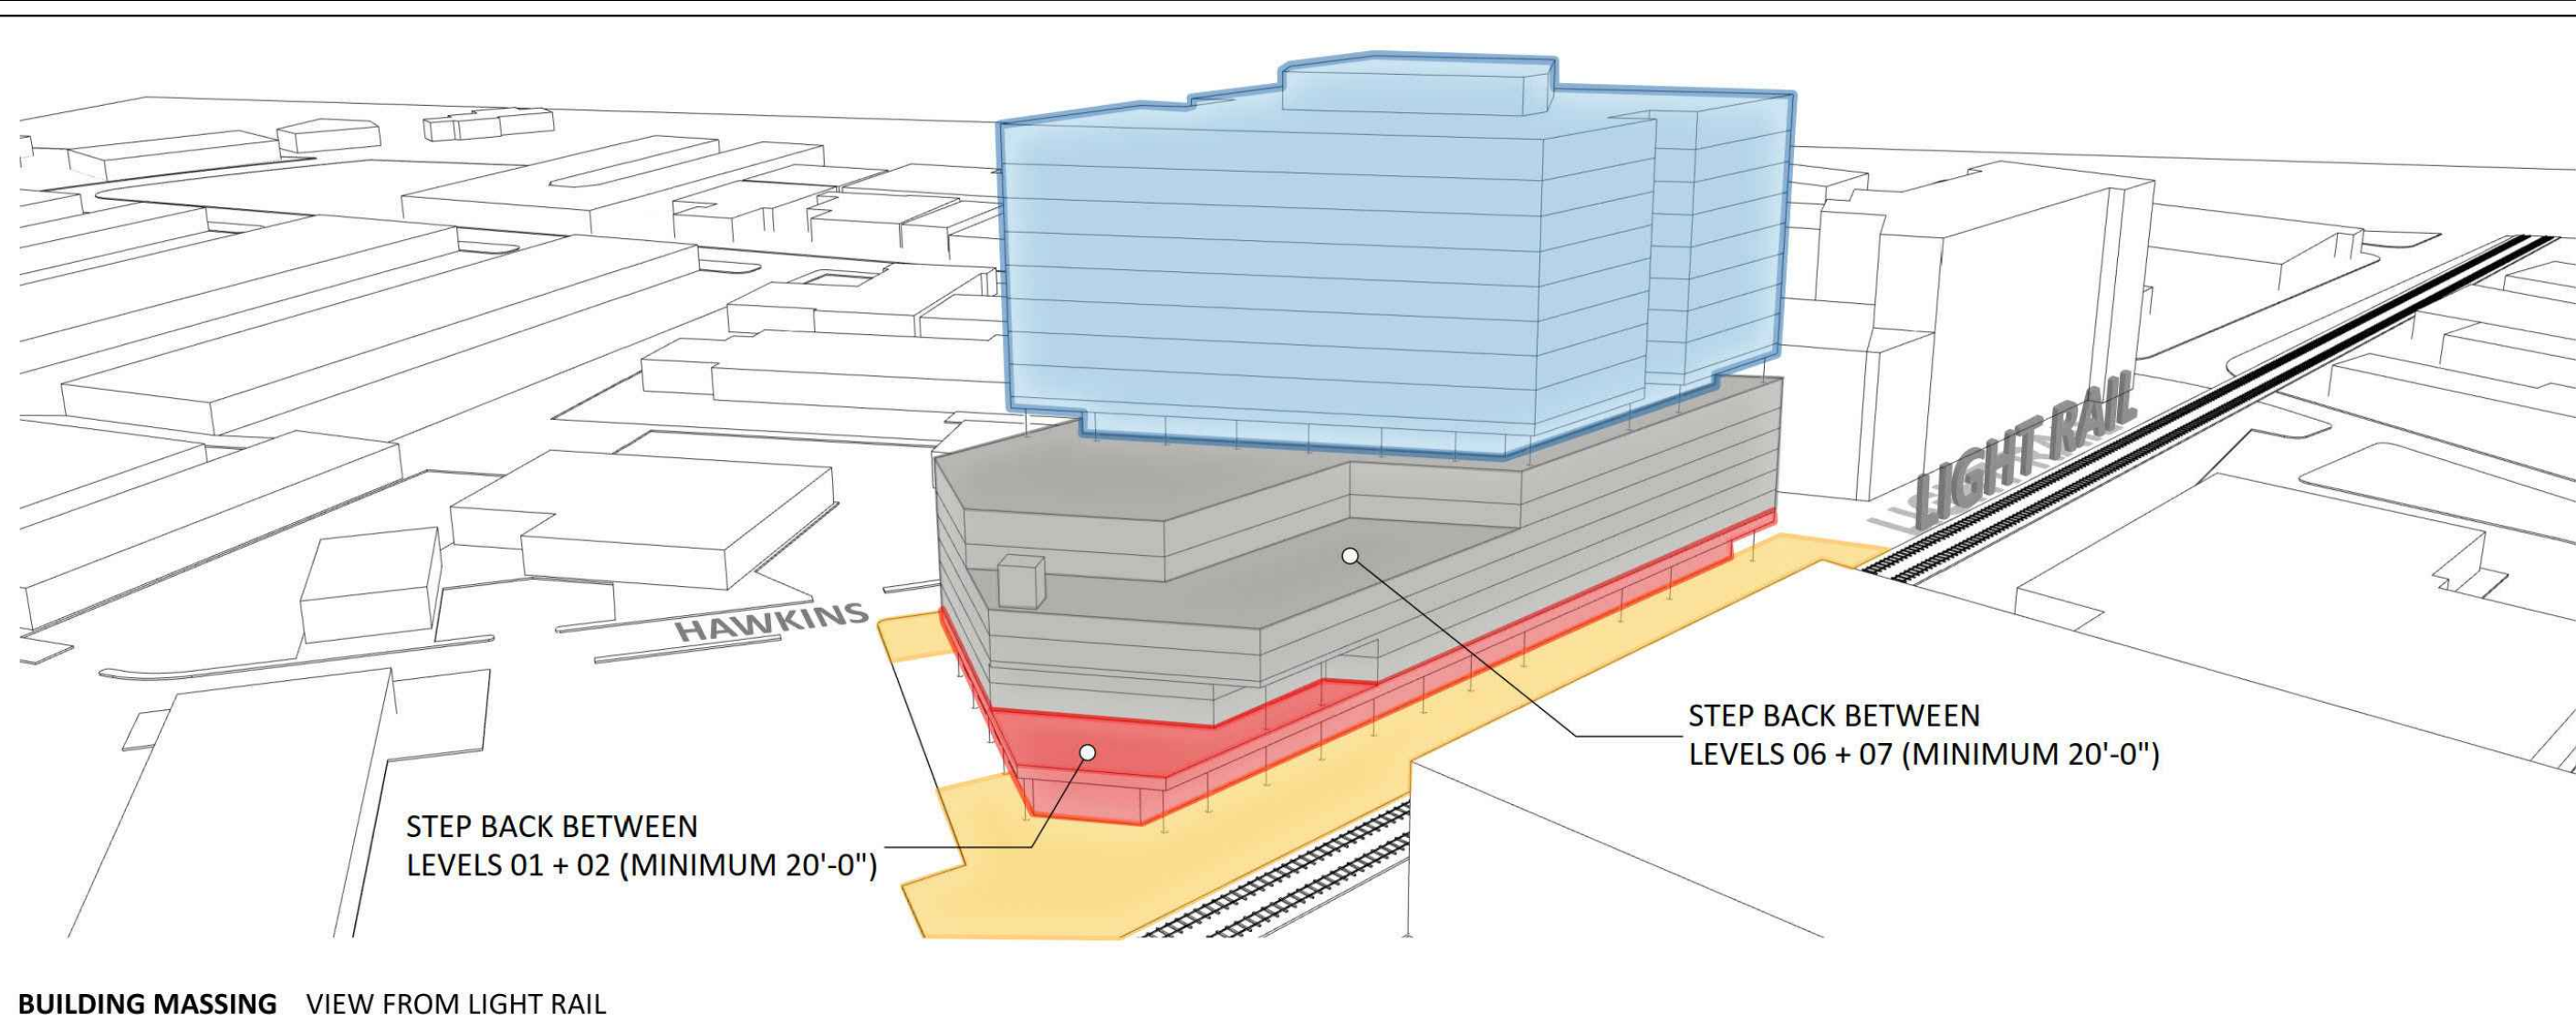 LIGHT RAIL
HAWKINS
STEP BACK BETWEEN
LEVELS 06 + 07 (MINIMUM 20'-0")
STEP BACK BETWEEN
LEVELS 01 + 02 (MINIMUM 20'-0")
BUILDING MASSING VIEW FROM LIGHT RAIL